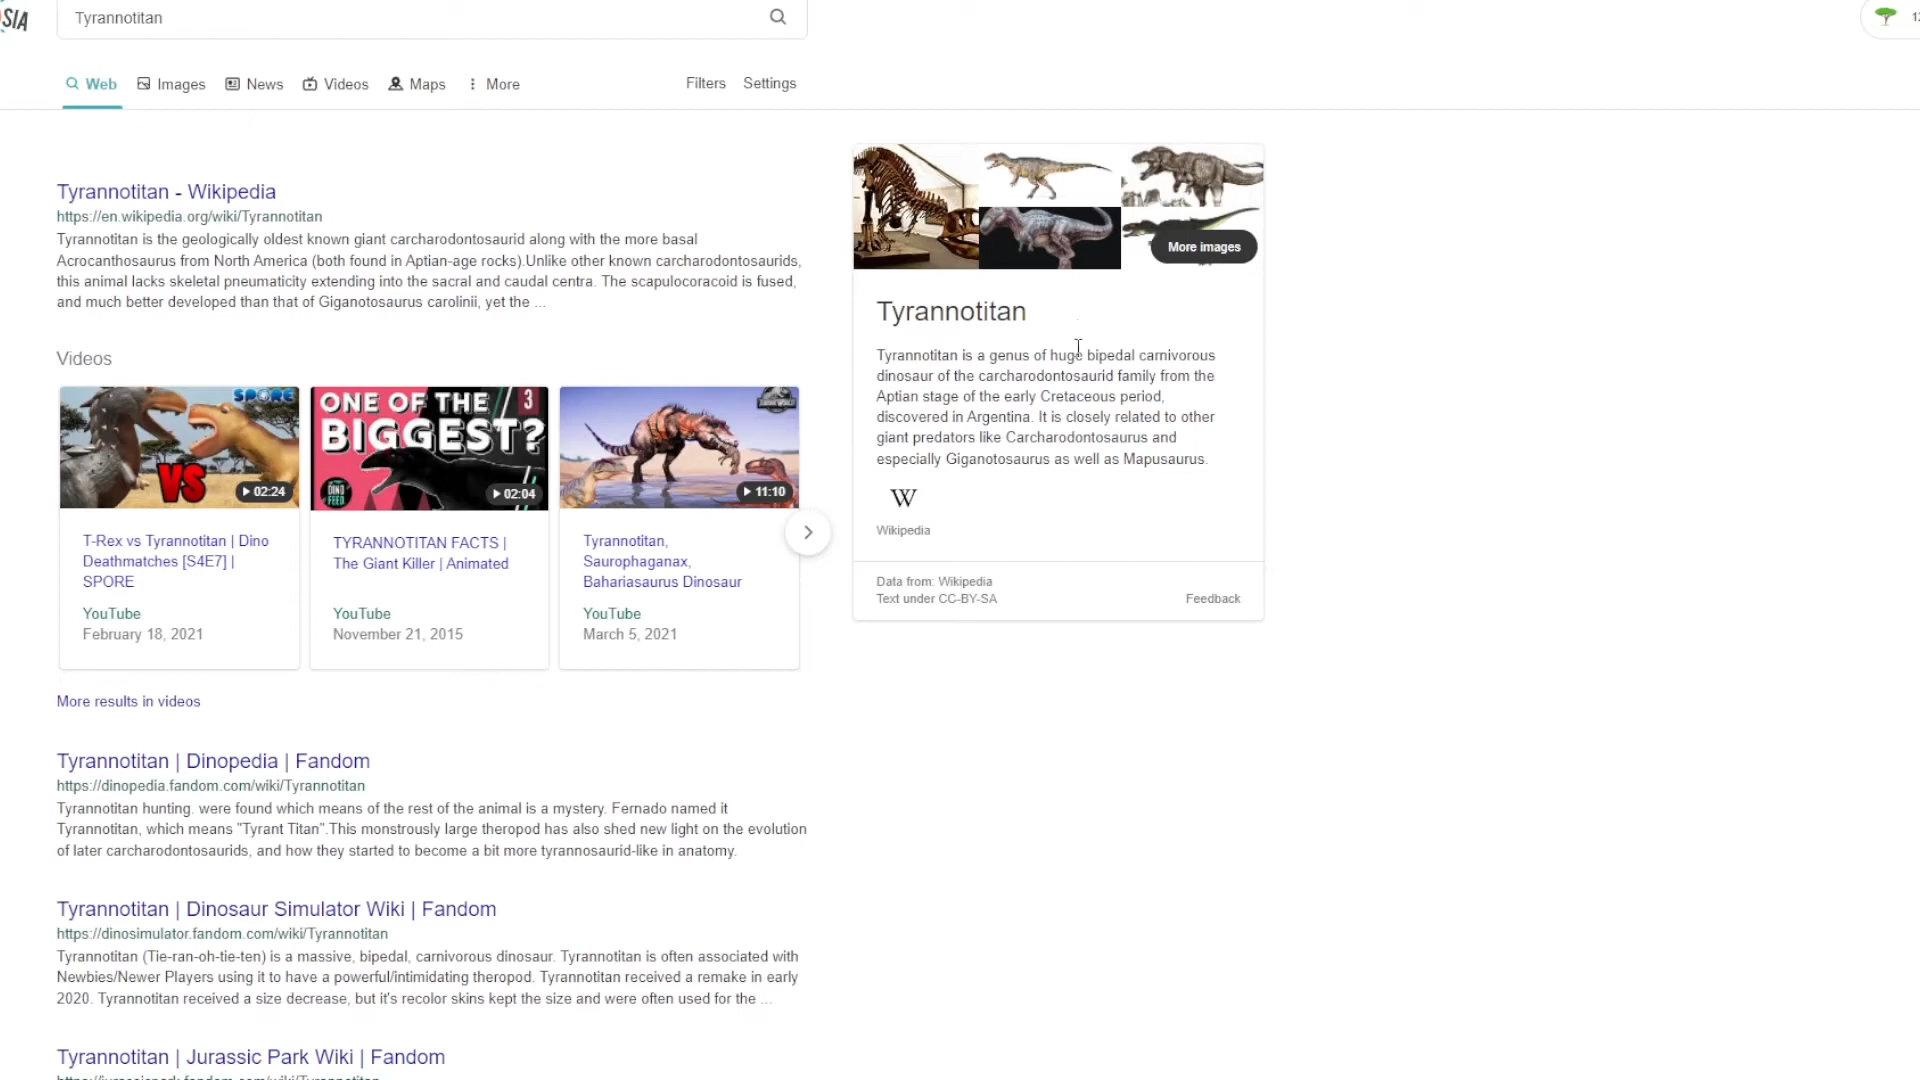 SIA
Tyrannotitan
12
Web
Images
News
Videos
Maps
More
Filters
Settings
Tyrannotitan - Wikipedia
https://en.wikipedia.org/wiki/Tyrannotitan
Tyrannotitan is the geologically oldest known giant carcharodontosaurid along with the more basal
Acrocanthosaurus from North America (both found in Aptian-age rocks).Unlike other known carcharodontosaurids,
this animal lacks skeletal pneumaticity extending into the sacral and caudal centra. The scapulocoracoid is fused,
and much better developed than that of Giganotosaurus carolinii, yet the ...
Videos
SPORE
VS
02:24
T-Rex vs Tyrannotitan | Dino
Deathmatches [S4E7] |
SPORE
YouTube
February 18, 2021
ONE OF THE
3
BIGGEST?
DINO
FEED
02:04
TYRANNOTITAN FACTS |
The Giant Killer | Animated
YouTube
November 21, 2015
11:10
Tyrannotitan,
Saurophaganax,
Bahariasaurus Dinosaur
YouTube
March 5, 2021
More results in videos
Tyrannotitan | Dinopedia | Fandom
https://dinopedia.fandom.com/wiki/Tyrannotitan
Tyrannotitan hunting. were found which means of the rest of the animal is a mystery. Fernado named it
Tyrannotitan, which means "Tyrant Titan".This monstrously large theropod has also shed new light on the evolution
of later carcharodontosaurids, and how they started to become a bit more tyrannosaurid-like in anatomy.
Tyrannotitan | Dinosaur Simulator Wiki | Fandom
https://dinosimulator.fandom.com/wiki/Tyrannotitan
Tyrannotitan (Tie-ran-oh-tie-ten) is a massive, bipedal, carnivorous dinosaur. Tyrannotitan is often associated with
Newbies/Newer Players using it to have a powerful/intimidating theropod. Tyrannotitan received a remake in early
2020. Tyrannotitan received a size decrease, but it's recolor skins kept the size and were often used for the ...
Tyrannotitan | Jurassic Park Wiki | Fandom
https://jurassicpark.fandom.com/wiki/Tyrannotitan
More images
Tyrannotitan
Tyrannotitan is a genus of huge bipedal carnivorous
dinosaur of the carcharodontosaurid family from the
Aptian stage of the early Cretaceous period,
discovered in Argentina. It is closely related to other
giant predators like Carcharodontosaurus and
especially Giganotosaurus as well as Mapusaurus.
W
Wikipedia
Data from: Wikipedia
Text under CC-BY-SA
Feedback